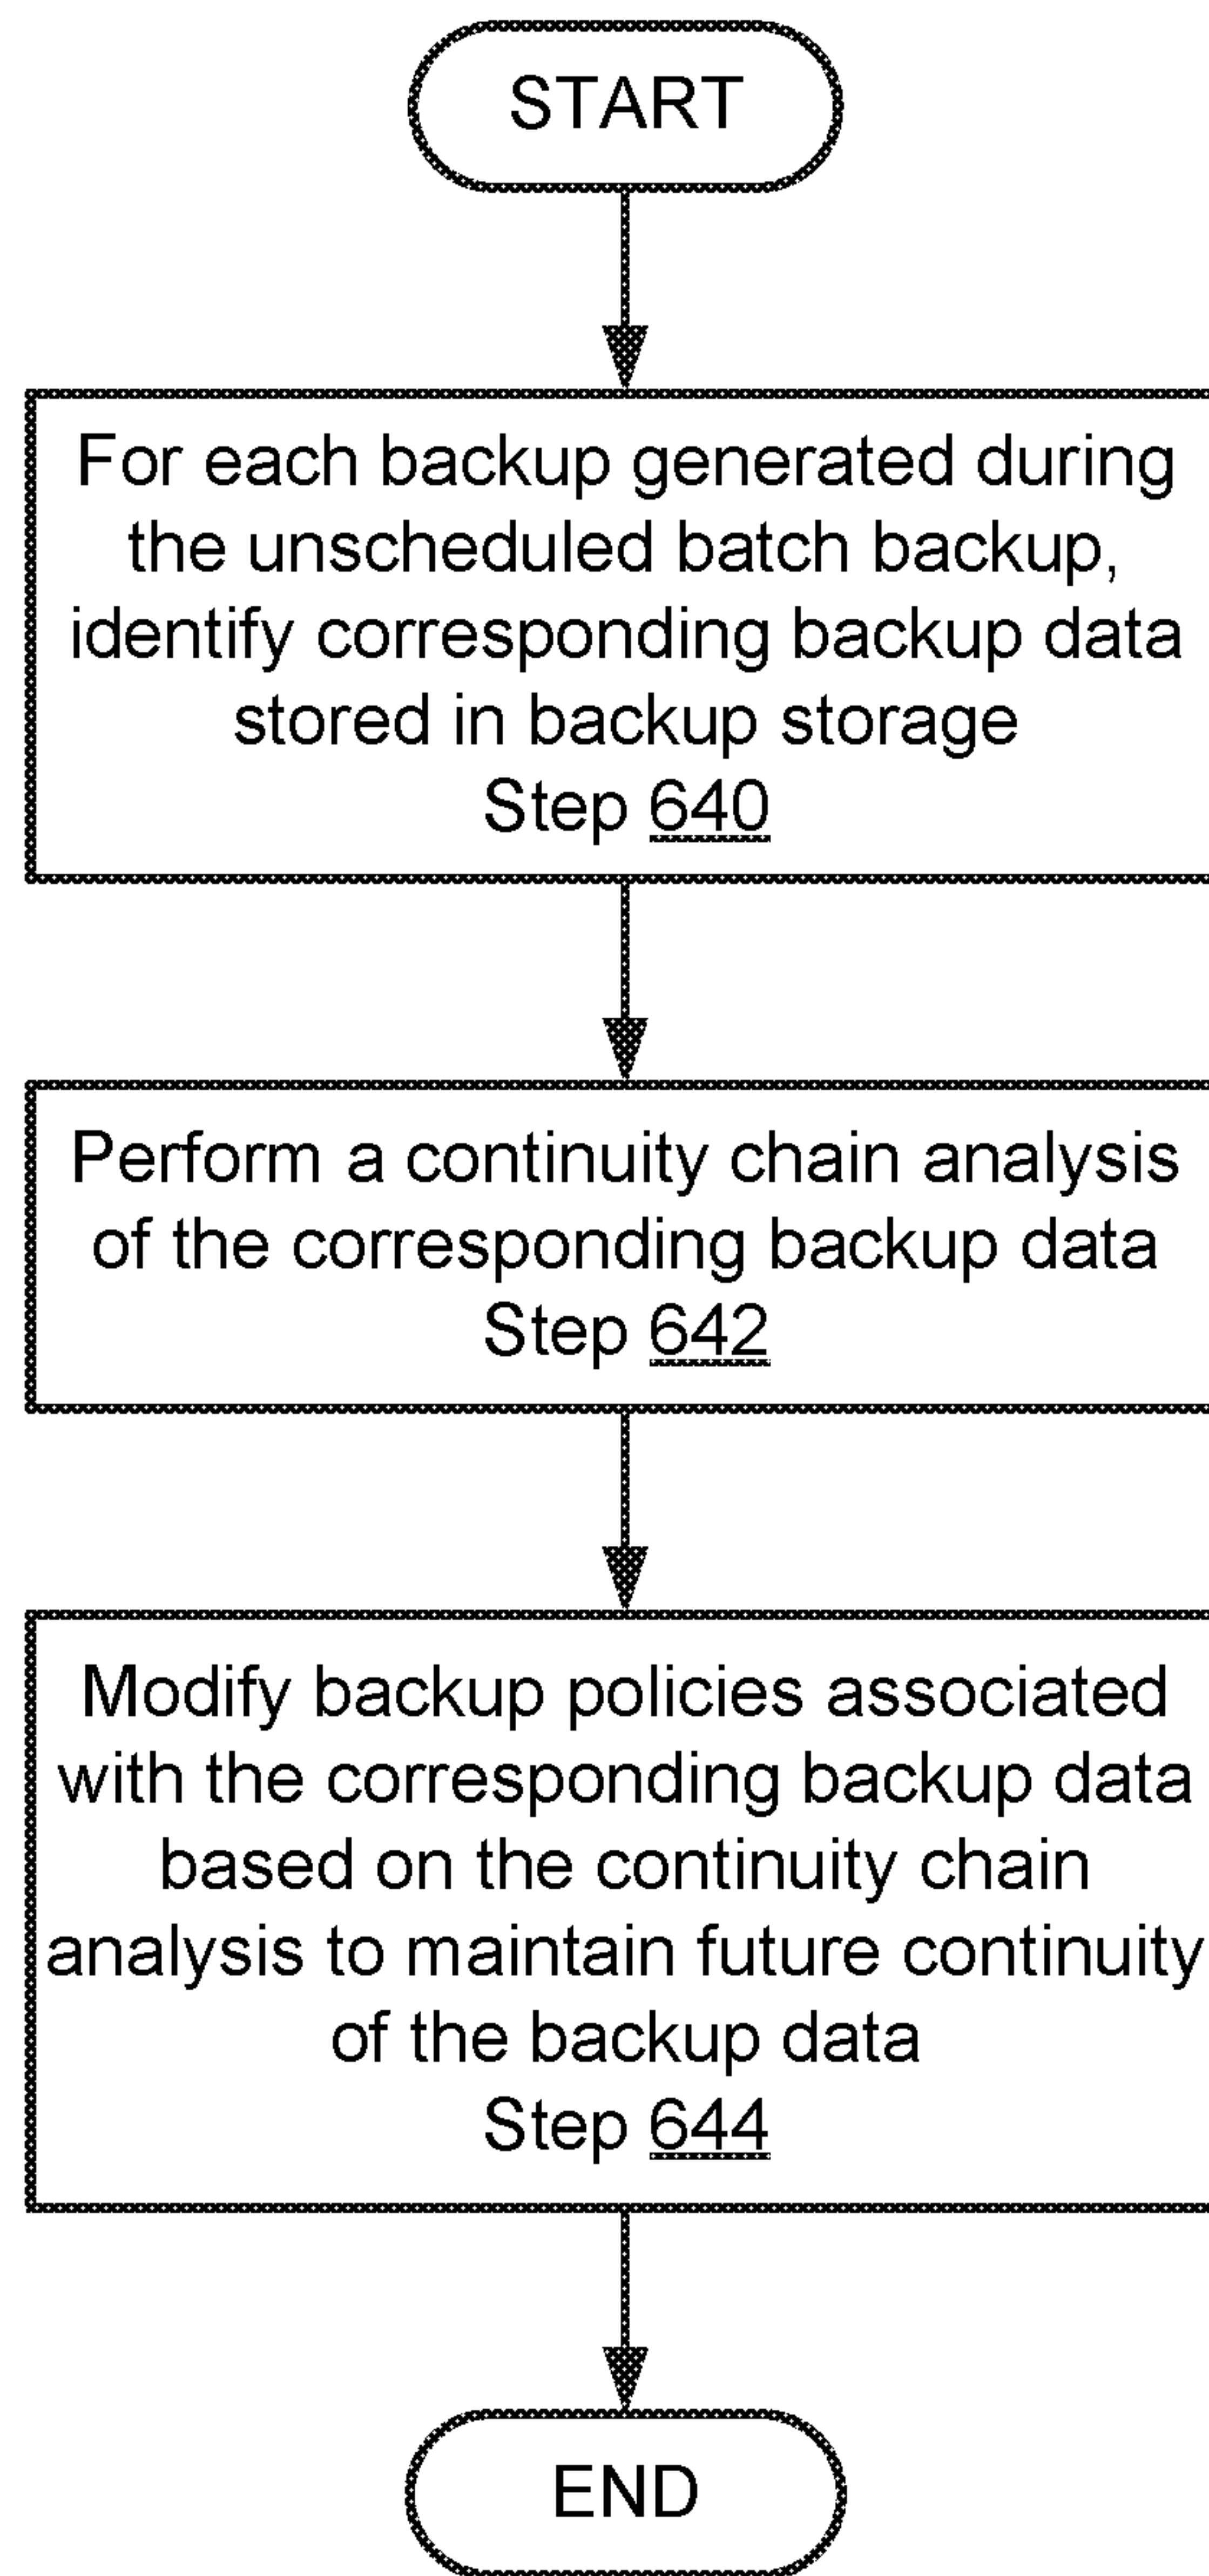 START
For each backup generated during
the unscheduled batch backup,
identify corresponding backup data
stored in backup storage
Step 640
Perform a continuity chain analysis
of the corresponding backup data
Step 642
Modify backup policies associated
with the corresponding backup data
based on the continuity chain
analysis to maintain future continuity
of the backup data
Step 644
END